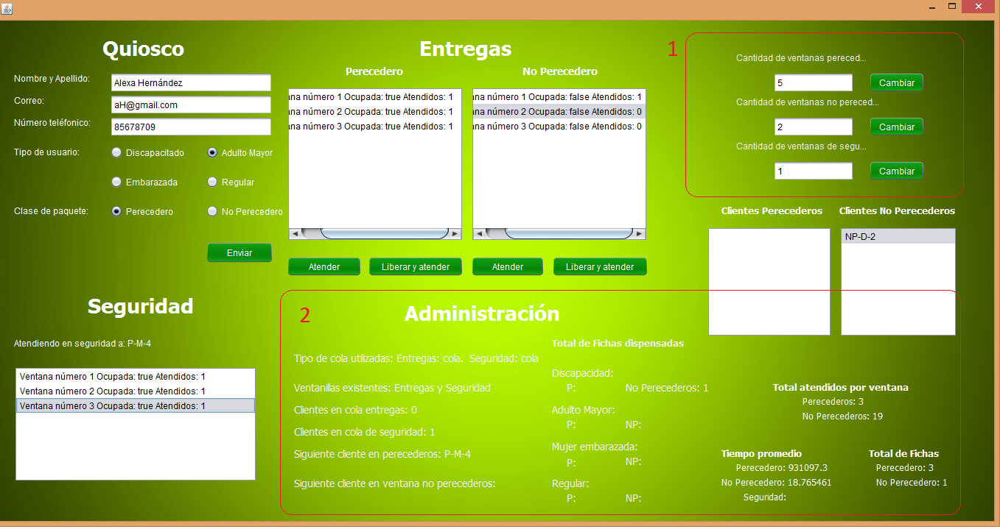 Quiosco
Nombre y Apellido:
Alexa Hernández
Correo:
aH@gmail.com
Número teléfonico:
85678709
Tipo de usuario:
Discapacitado
Adulto Mayor
Embarazada
Regular
Clase de paquete:
Perecedero
No Perecedero
Enviar
Entregas
Perecedero
ana número 1 Ocupada: true Atendidos: 1
ana número 2 Ocupada: true Atendidos: 1
ana número 3 Ocupada: true Atendidos: 1
Atender
Liberar y atender
No Perecedero
ana número 1 Ocupada: false Atendidos: 1
ana número 2 Ocupada: false Atendidos: 0
ana número 3 Ocupada: false Atendidos: 0
Atender
Liberar y atender
1
Cantidad de ventanas pereced...
5
Cambiar
Cantidad de ventanas no pereced...
2
Cambiar
Cantidad de ventanas de segu...
1
Cambiar
Clientes Perecederos
Clientes No Perecederos
NP-D-2
Seguridad
Atendiendo en seguridad a: P-M-4
Ventana número 1 Ocupada: true Atendidos: 1
Ventana número 2 Ocupada: true Atendidos: 1
Ventana número 3 Ocupada: true Atendidos: 1
2
Administración
Tipo de cola utilizadas: Entregas: cola. Seguridad: cola
Ventanillas existentes: Entregas y Seguridad
Clientes en cola entregas: 0
Clientes en cola de seguridad: 1
Siguiente cliente en perecederos: P-M-4
Siguiente cliente en ventana no perecederos:
Total de Fichas dispensadas
Discapacidad:
P:
No Perecederos: 1
Adulto Mayor:
P:
NP:
Mujer embarazada:
P:
NP:
Regular:
P:
NP:
Total atendidos por ventana
Perecederos: 3
No Perecederos: 19
Tiempo promedio
Perecedero: 931097.3
No Perecedero: 18.765461
Seguridad:
Total de Fichas
Perecedero: 3
No Perecedero: 1